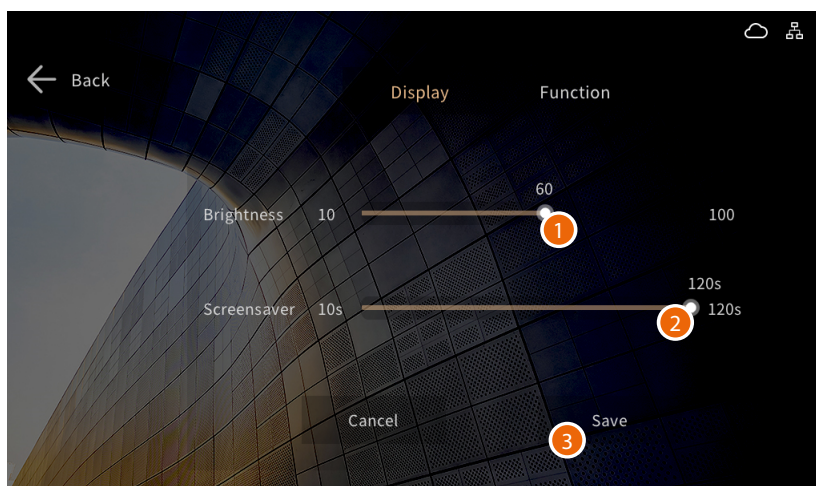 Back
Display Function
60
Brightness 10 100
1
120s
Screensaver 10s 120s
2
Cancel Save
3